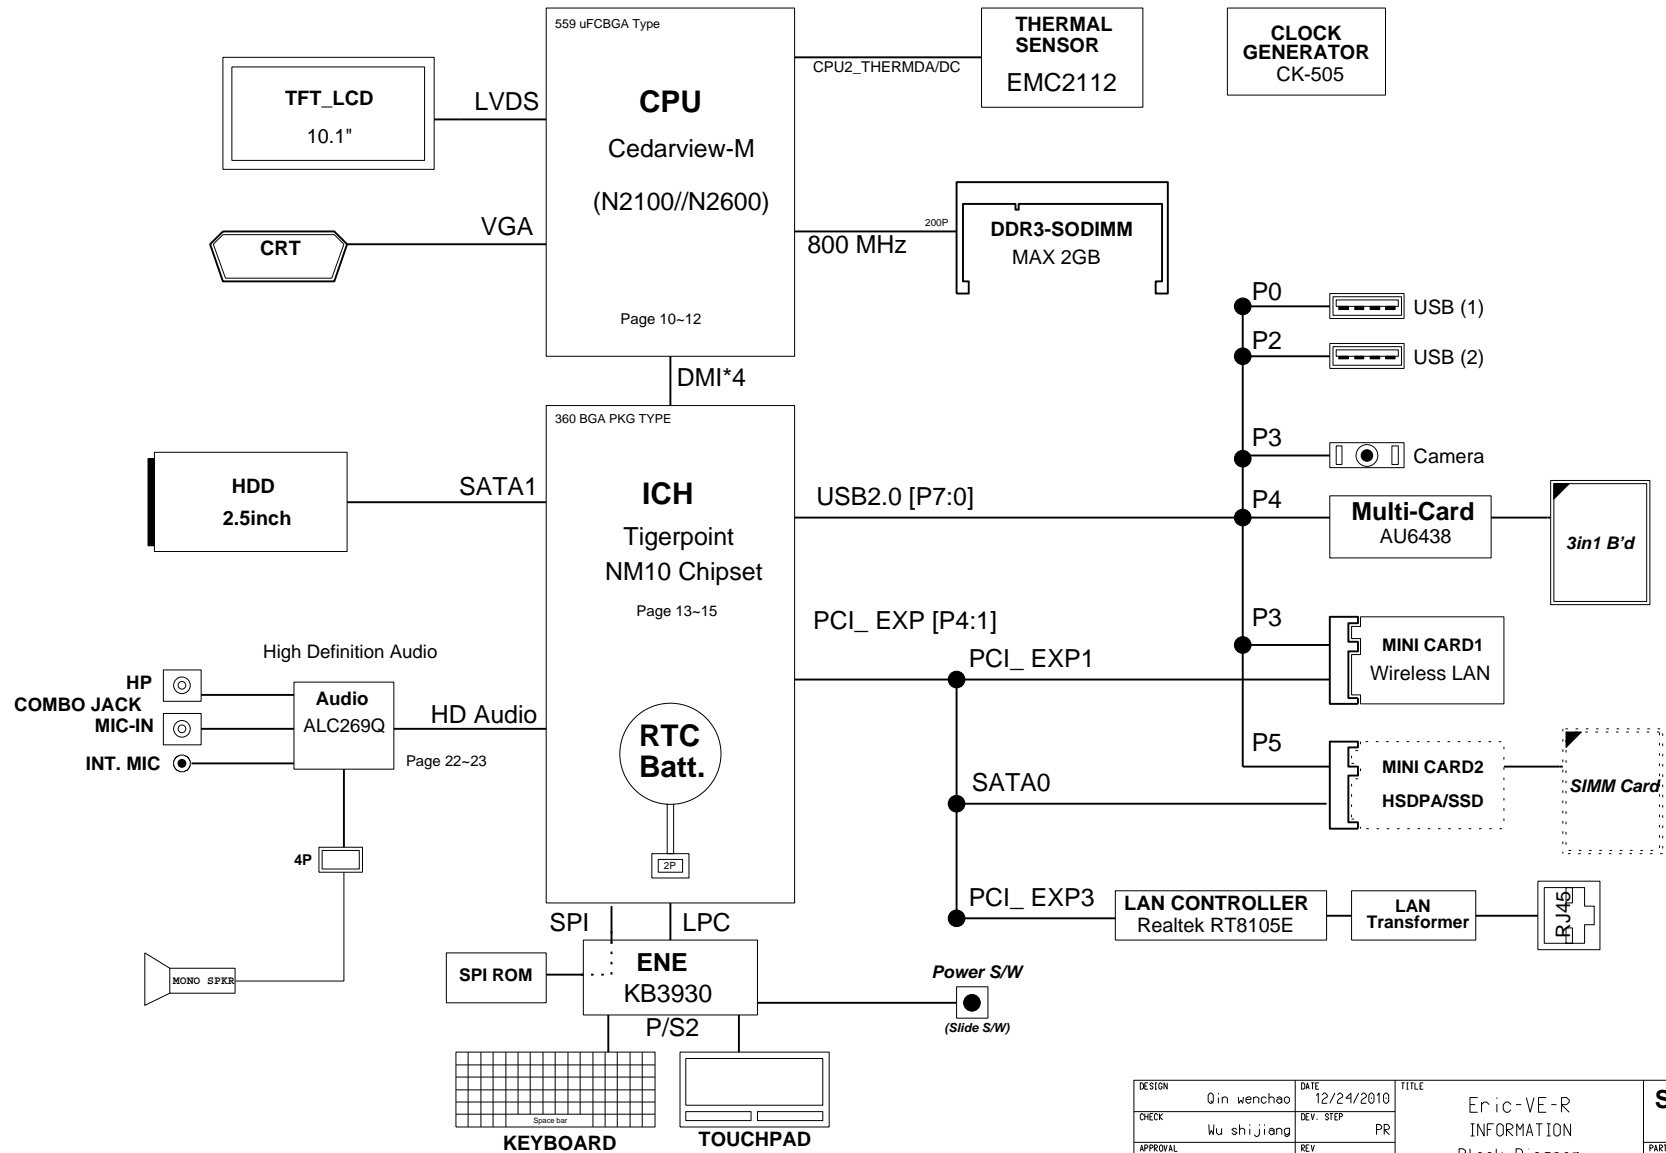 559 uFCBGA Type
CPU
Cedarview-M
(N2100//N2600)
Page 10~12
TFT_LCD
10.1"
LVDS
CRT
VGA
CPU2_THERMDA/DC
THERMAL
SENSOR
EMC2112
CLOCK
GENERATOR
CK-505
800 MHz
200P
DDR3-SODIMM
MAX 2GB
DMI*4
360 BGA PKG TYPE
ICH
Tigerpoint
NM10 Chipset
Page 13~15
HDD
2.5inch
SATA1
USB2.0 [P7:0]
P0
USB (1)
P2
USB (2)
P3
Camera
P4
Multi-Card
AU6438
3in1 B'd
PCI_ EXP [P4:1]
PCI_ EXP1
P3
MINI CARD1
Wireless LAN
P5
SATA0
MINI CARD2
HSDPA/SSD
SIMM Card
PCI_ EXP3
LAN CONTROLLER
Realtek RT8105E
LAN
Transformer
RJ45
High Definition Audio
HP
COMBO JACK
MIC-IN
INT. MIC
Audio
ALC269Q
HD Audio
Page 22~23
4P
MONO SPKR
RTC
Batt.
2P
SPI
LPC
SPI ROM
ENE
KB3930
P/S2
Power S/W
(Slide S/W)
Space bar
KEYBOARD
TOUCHPAD
DESIGN
Qin wenchao
DATE
12/24/2010
TITLE
Eric-VE-R
INFORMATION
CHECK
Wu shijiang
DEV. STEP
PR
APPROVAL
REV
Block Diagram
S
PART